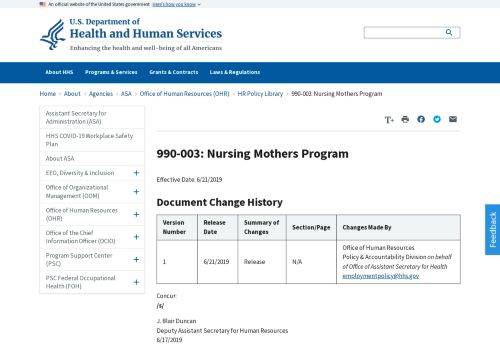 An official website of the United States government Here's how you know
U.S. Department of
Health and Human Services
Enhancing the health and well-being of all Americans
About HHS Programs & Services Grants & Contracts Laws & Regulations
Home › About › Agencies › ASA › Office of Human Resources (OHR) › HR Policy Library › 990-003: Nursing Mothers Program
Assistant Secretary for
Administration (ASA)
HHS COVID-19 Workplace Safety
Plan
About ASA
EEO, Diversity & Inclusion +
Office of Organizational
Management (OOM) +
Office of Human Resources
(OHR) +
Office of the Chief
Information Officer (OCIO) +
Program Support Center
(PSC) +
PSC Federal Occupational
Health (FOH) +
T+
990-003: Nursing Mothers Program
Effective Date: 6/21/2019
Document Change History
Version
Number
Release
Date
Summary of
Changes
Section/Page
Changes Made By
1
6/21/2019
Release
N/A
Office of Human Resources
Policy & Accountability Division on behalf
of Office of Assistant Secretary for Health
employmentpolicy@hhs.gov
Concur:
/s/
J. Blair Duncan
Deputy Assistant Secretary for Human Resources
6/17/2019
Feedback